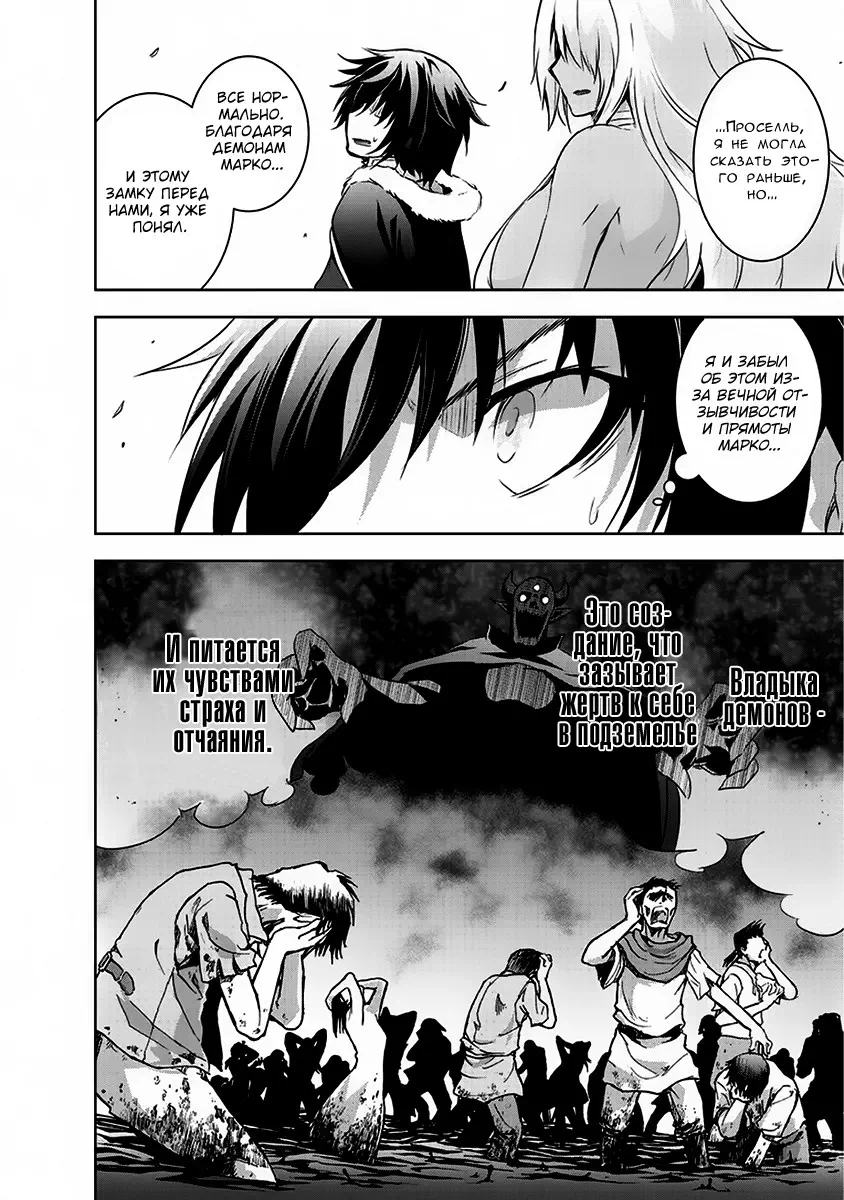 ...Проселль,
я не могла
сказать это-
го раньше,
но...
Все нор-
мально.
Благодаря
демонам
Марко...
И этому
замку перед
нами, я уже
понял.
Я и забыл
об этом из-
за вечной от-
зывчивости
и прямоты
Марко...
Владыка
демонов -
Это соз-
дание, что
зазывает
жертв к себе
в подземелье
И питается
их чувствами
страха и
отчаяния.